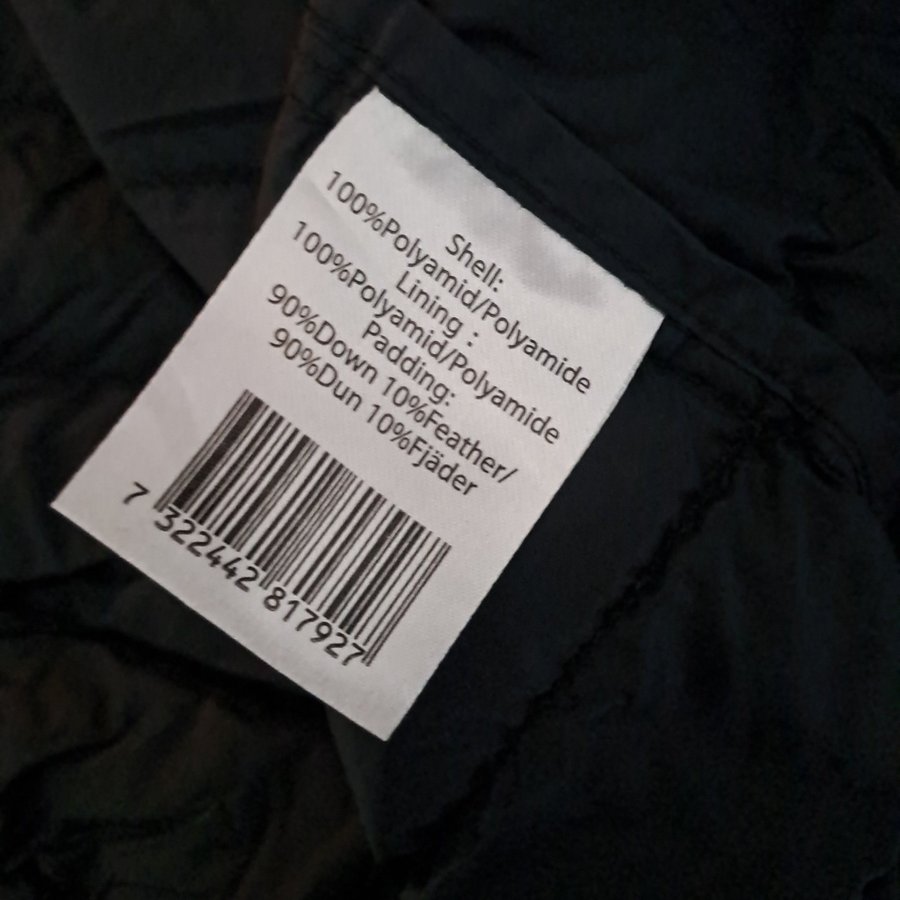 Shell:
100%Polyamid/Polyamide
Lining :
100%Polyamid/Polyamide
Padding:
90%Down 10%Feather/
90%Dun 10%Fjäder
7 322442 817927